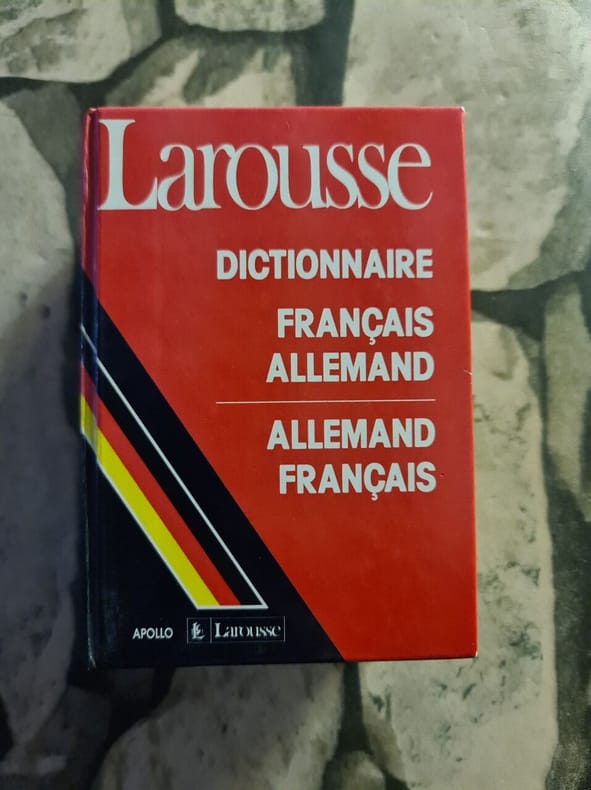 Larousse
DICTIONNAIRE
FRANÇAIS
ALLEMAND
ALLEMAND
FRANÇAIS
APOLLO Larousse